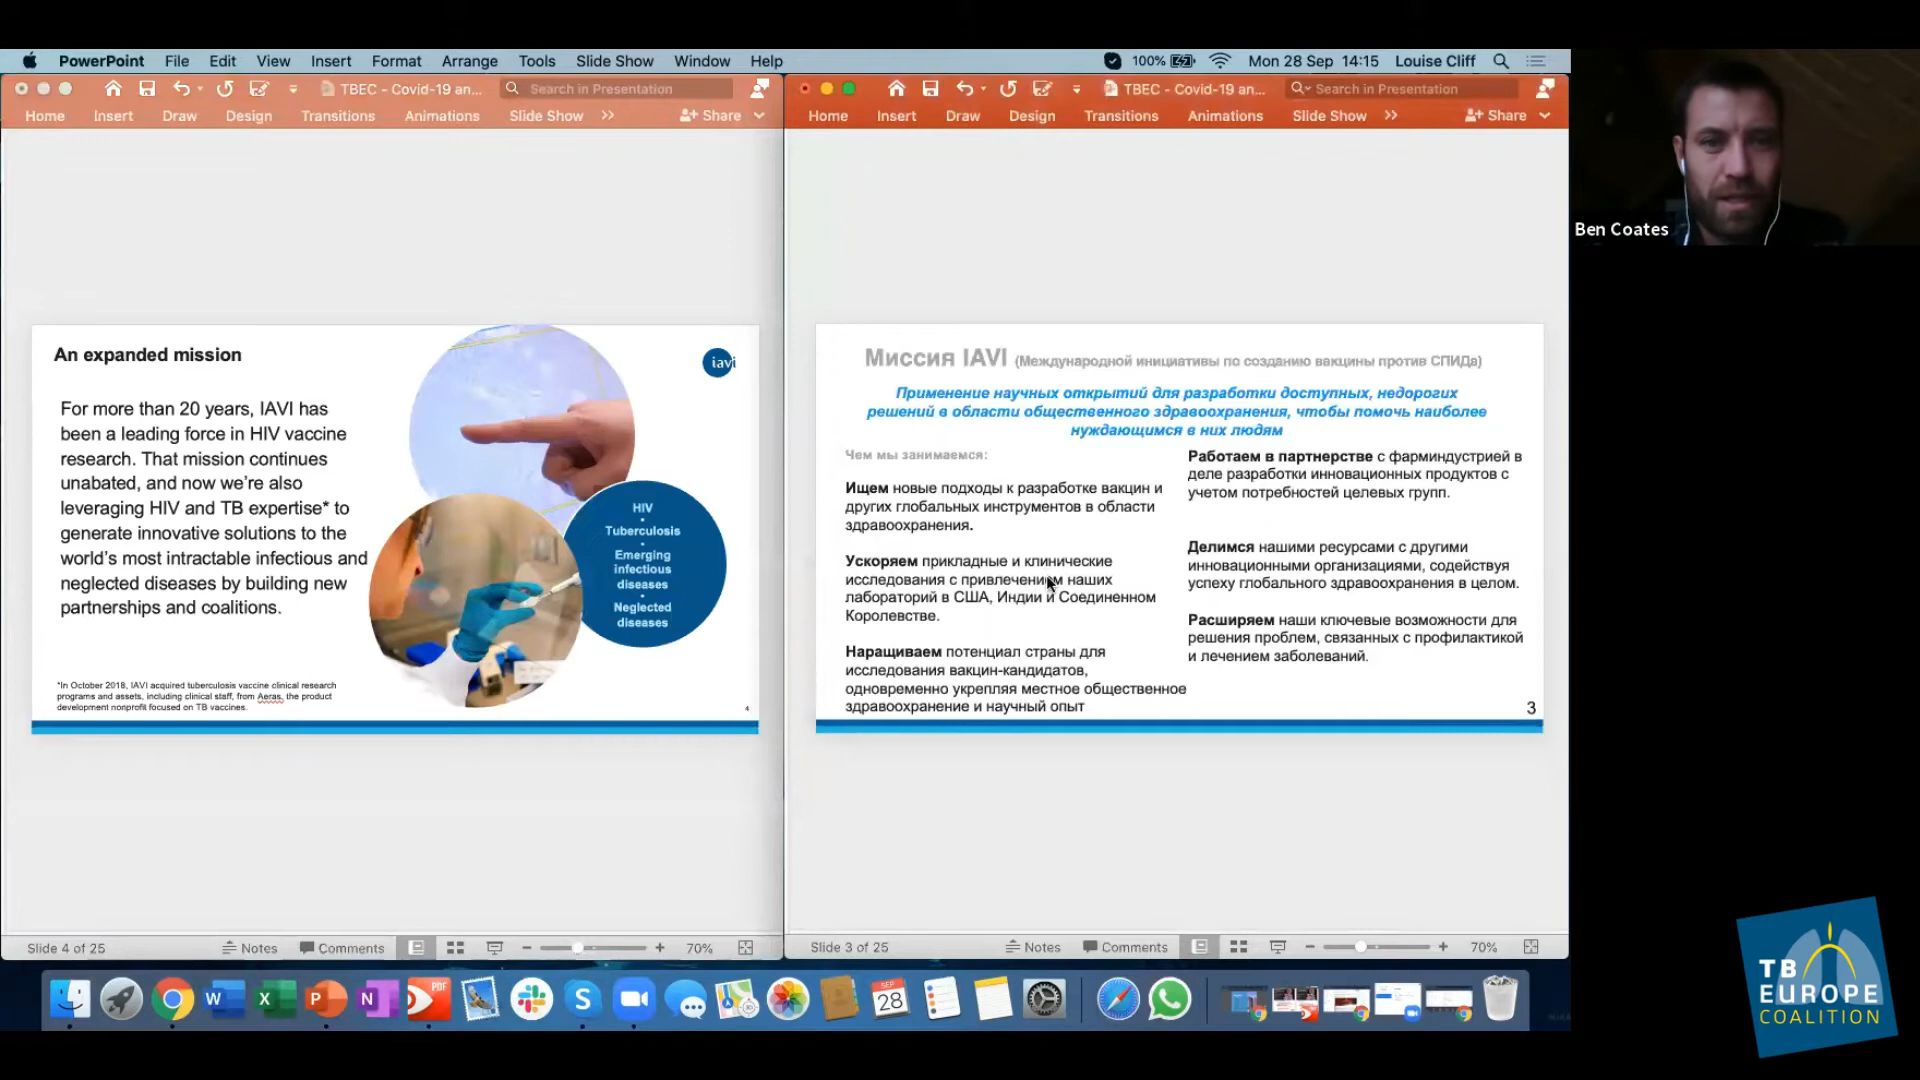 PowerPoint File Edit View Insert Format Arrange Tools Slide Show Window Help
100% Mon 28 Sep 14:15 Louise Cliff
TBEC - Covid-19 an...
Search in Presentation
Home Insert Draw Design Transitions Animations Slide Show >> Share
An expanded mission
iavi
For more than 20 years, IAVI has
been a leading force in HIV vaccine
research. That mission continues
unabated, and now we're also
leveraging HIV and TB expertise* to
generate innovative solutions to the
world's most intractable infectious and
neglected diseases by building new
partnerships and coalitions.
HIV
•
Tuberculosis
•
Emerging
infectious
diseases
•
Neglected
diseases
*In October 2018, IAVI acquired tuberculosis vaccine clinical research
programs and assets, including clinical staff, from Aeras, the product
development nonprofit focused on TB vaccines.
4
Slide 4 of 25 Notes Comments 70%
TBEC - Covid-19 an...
Search in Presentation
Home Insert Draw Design Transitions Animations Slide Show >> Share
Миссия IAVI (Международной инициативы по созданию вакцины против СПИДа)
Применение научных открытий для разработки доступных, недорогих
решений в области общественного здравоохранения, чтобы помочь наиболее
нуждающимся в них людям
Чем мы занимаемся:
Ищем новые подходы к разработке вакцин и
других глобальных инструментов в области
здравоохранения.
Ускоряем прикладные и клинические
исследования с привлечением наших
лабораторий в США, Индии и Соединенном
Королевстве.
Наращиваем потенциал страны для
исследования вакцин-кандидатов,
одновременно укрепляя местное общественное
здравоохранение и научный опыт
Работаем в партнерстве с фарминдустрией в
деле разработки инновационных продуктов с
учетом потребностей целевых групп.
Делимся нашими ресурсами с другими
инновационными организациями, содействуя
успеху глобального здравоохранения в целом.
Расширяем наши ключевые возможности для
решения проблем, связанных с профилактикой
и лечением заболеваний.
3
Slide 3 of 25 Notes Comments 70%
Ben Coates
W X P N PDF S SEP 28
TB
EUROPE
COALITION